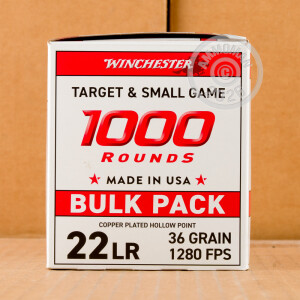 WINCHESTER
TARGET & SMALL GAME
1000
ROUNDS
★ MADE IN USA ★
BULK PACK
COPPER PLATED HOLLOW POINT
22LR
36 GRAIN
1280 FPS